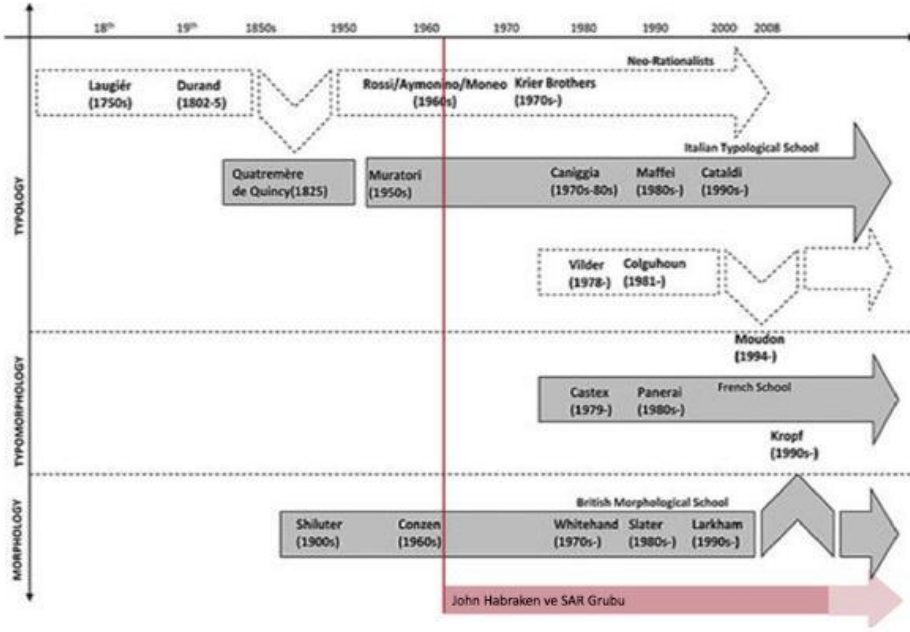 18th 19th 1850s 1950 1960 1970 1980 1990 2000 2008
Neo-Rationalists
Laugiér Durand Rossi/Aymonino/Moneo Krier Brothers
(1750s) (1802-5) (1960s) (1970s-)
Italian Typological School
Quatremère Muratori Caniggia Maffei Cataldi
de Quincy(1825) (1950s) (1970s-80s) (1980s-) (1990s-)
TYPOLOGY
Vilder Colguhoun
(1978-) (1981-)
Moudon
(1994-)
TYPOMORPHOLOGY
Castex Panerai French School
(1979-) (1980s-)
Kropf
(1990s-)
MORPHOLOGY
British Morphological School
Shiluter Conzen Whitehand Slater Larkham
(1900s) (1960s) (1970s-) (1980s-) (1990s-)
John Habraken ve SAR Grubu